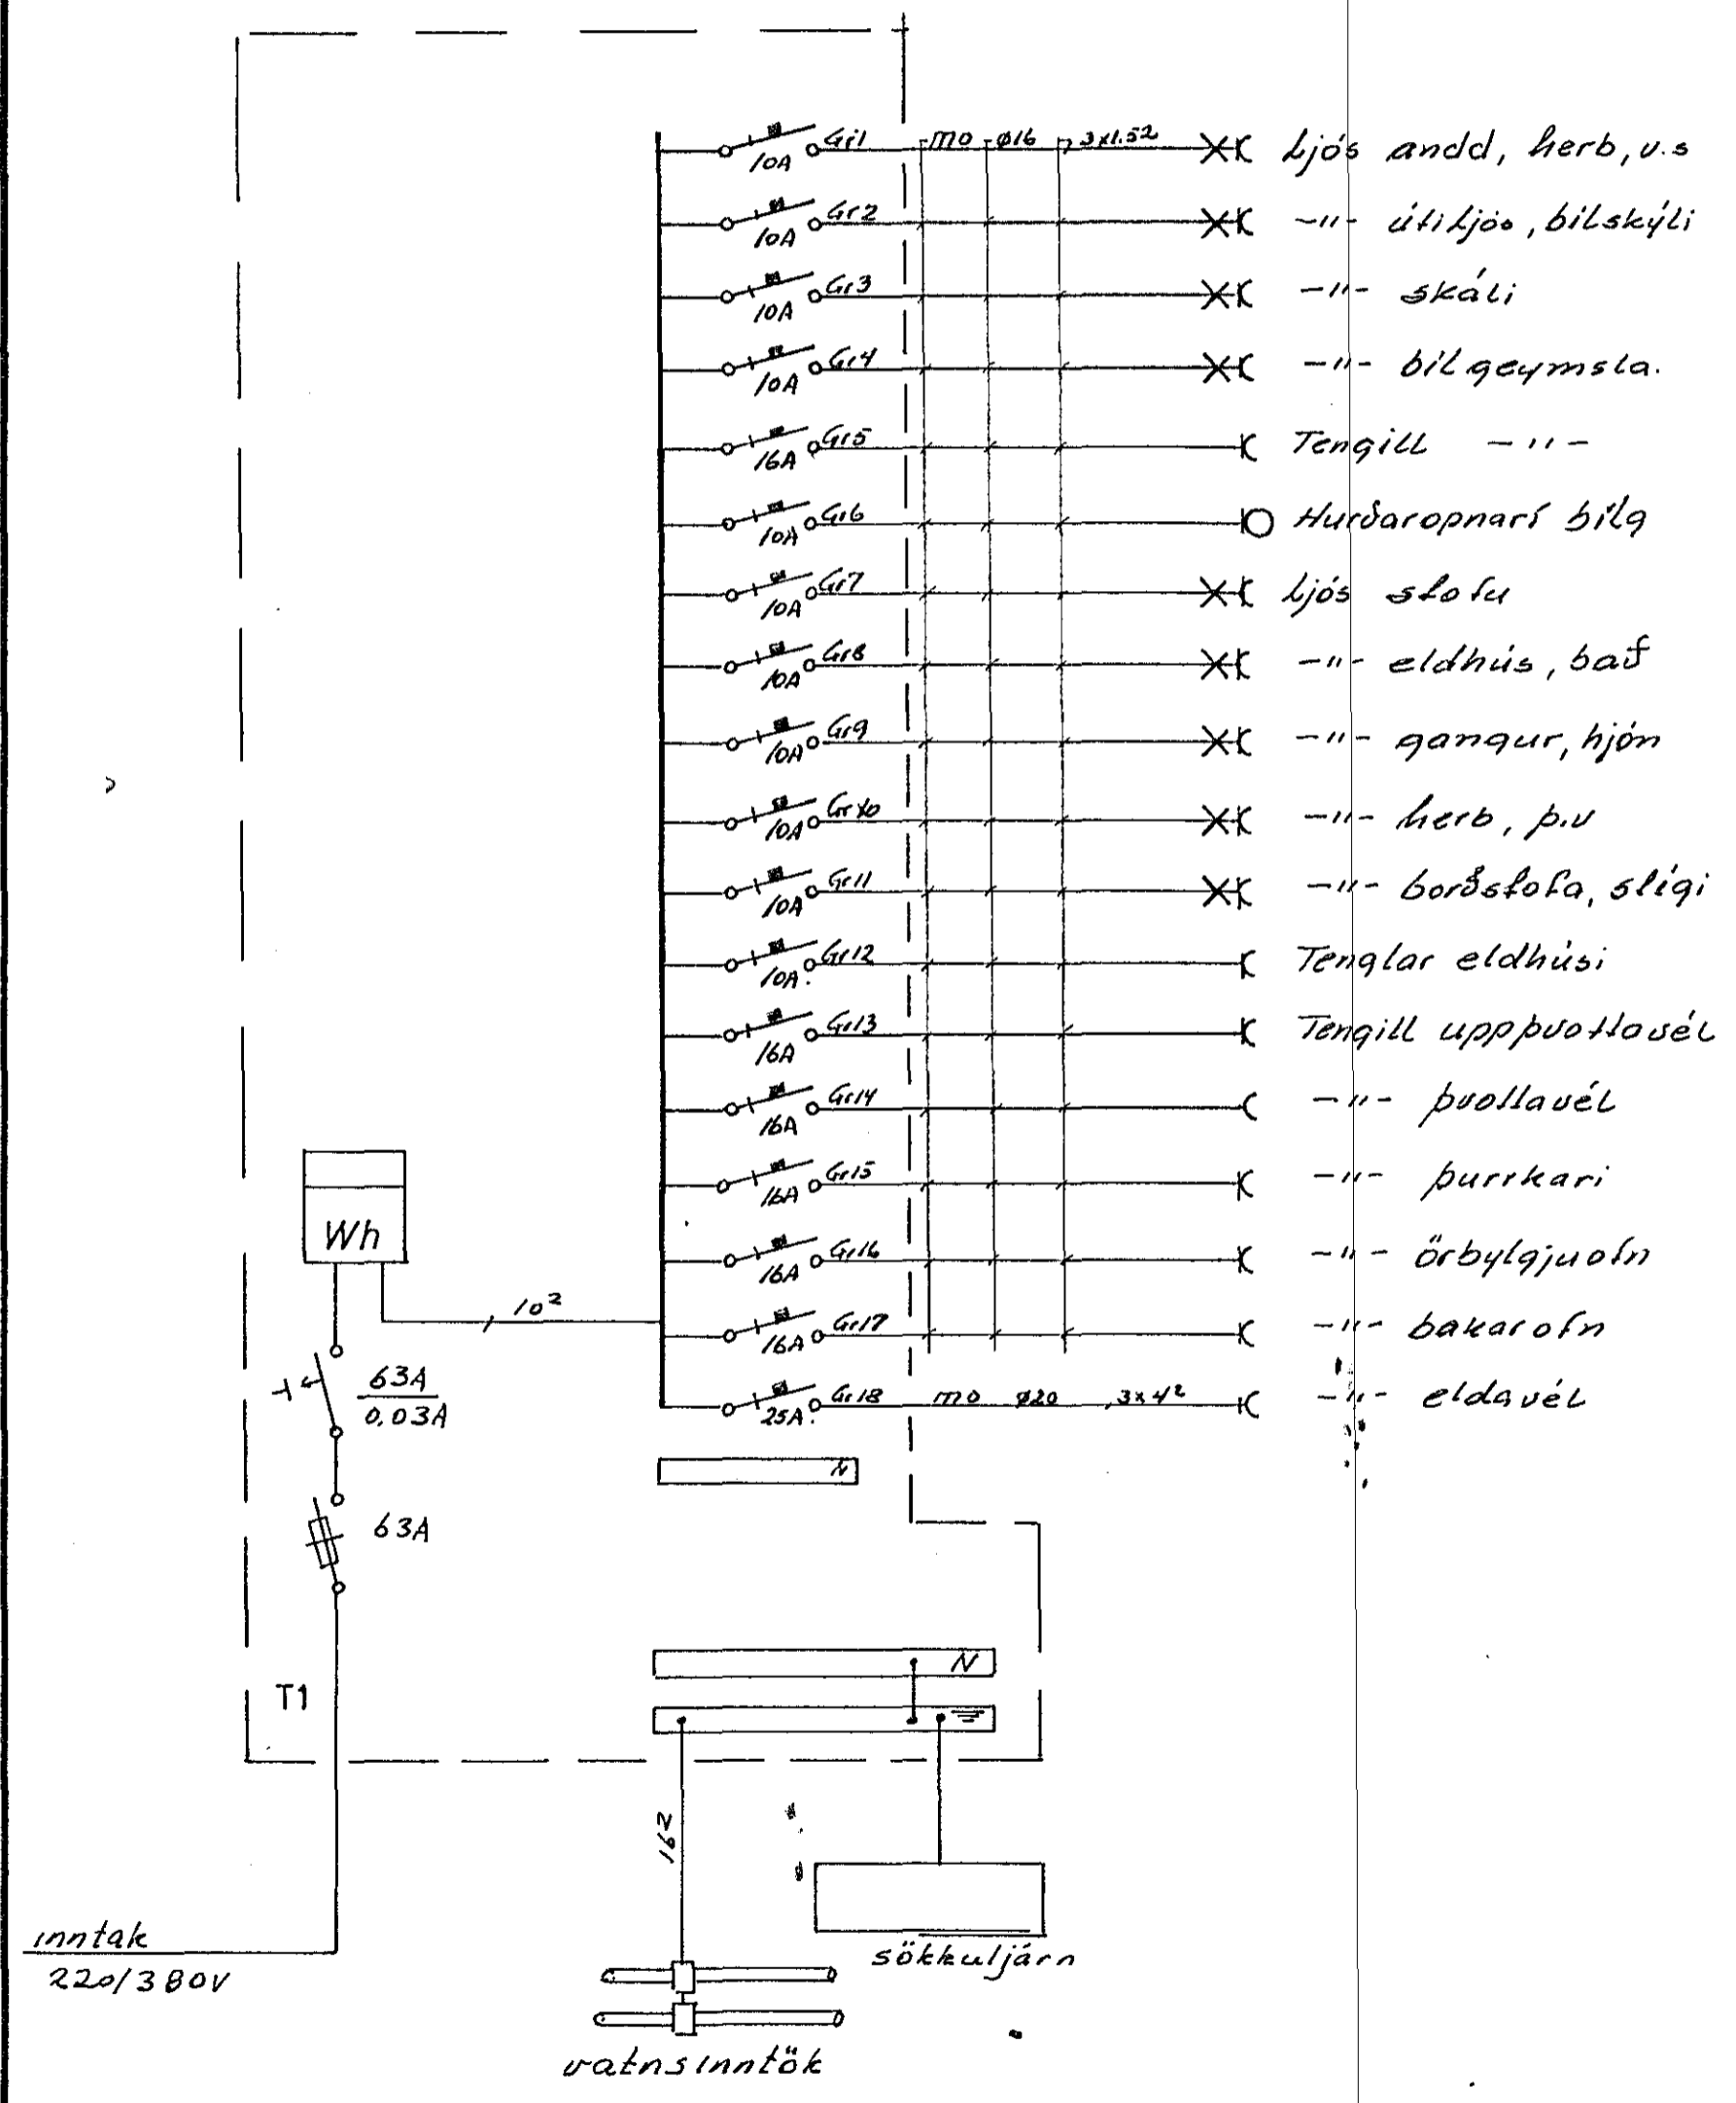 Gr1 10A mo ø16 3x1.5² Ljós andd, herb, v.s
Gr2 10A -"- útiljós, bílskýli
Gr3 10A -"- skáli
Gr4 10A -"- bílgeymsla.
Gr5 16A Tengill -"-
Gr6 10A Hurðaropnari bílg
Gr7 10A Ljós stofu
Gr8 10A -"- eldhús, bað
Gr9 10A -"- gangur, hjón
Gr10 10A -"- herb, þ.v
Gr11 10A -"- borðstofa, stigi
Gr12 10A. Tenglar eldhúsi
Gr13 16A Tengill uppþvottavél
Gr14 16A -"- þvottavél
Gr15 16A -"- þurrkari
Gr16 16A -"- örbylgjuofn
Gr17 16A -"- bakarofn
Gr18 25A. mo ø20 3x4² -"- eldavél
Wh
10²
63A
0.03A
N
63A
N
T1
16²
inntak
220/380V
sökkuljárn
vatnsinntök